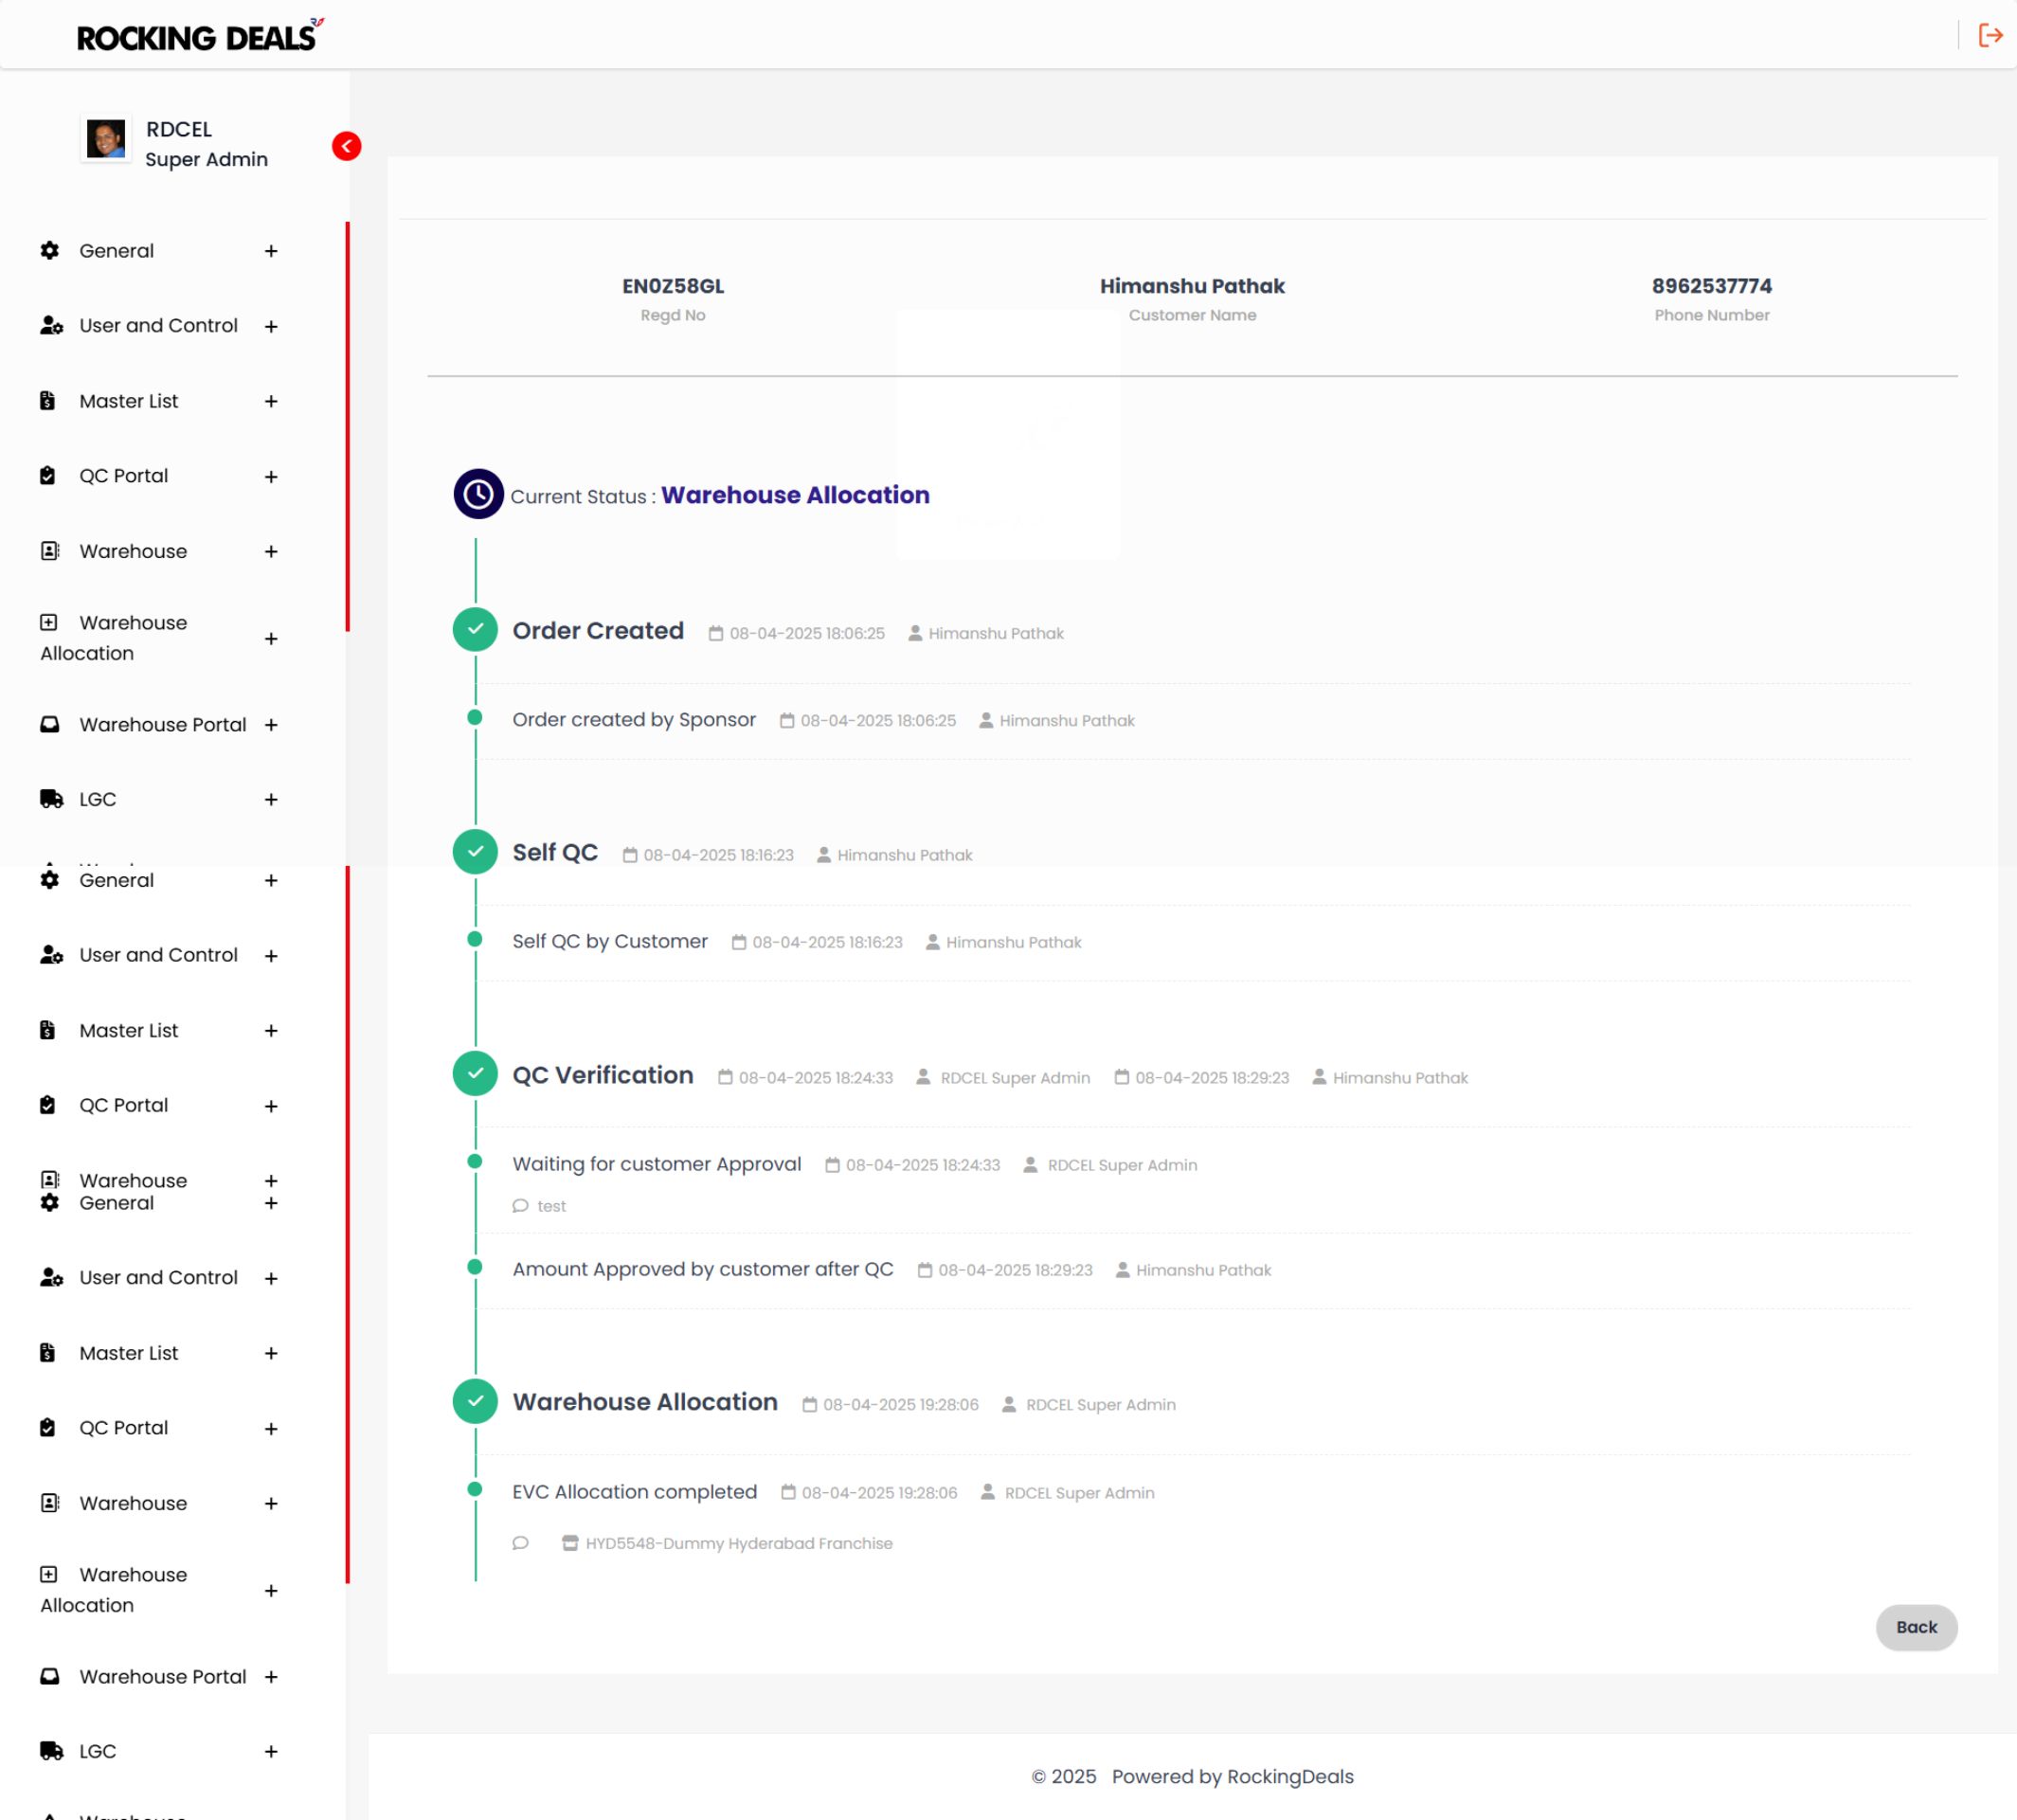 ROCKING DEALS
RDCEL
Super Admin
General +
User and Control +
Master List +
QC Portal +
Warehouse +
Warehouse
Allocation +
Warehouse Portal +
LGC +
General +
User and Control +
Master List +
QC Portal +
Warehouse +
General +
User and Control +
Master List +
QC Portal +
Warehouse +
Warehouse
Allocation +
Warehouse Portal +
LGC +
EN0Z58GL
Regd No
Himanshu Pathak
Customer Name
8962537774
Phone Number
Current Status : Warehouse Allocation
Order Created 08-04-2025 18:06:25 Himanshu Pathak
Order created by Sponsor 08-04-2025 18:06:25 Himanshu Pathak
Self QC 08-04-2025 18:16:23 Himanshu Pathak
Self QC by Customer 08-04-2025 18:16:23 Himanshu Pathak
QC Verification 08-04-2025 18:24:33 RDCEL Super Admin 08-04-2025 18:29:23 Himanshu Pathak
Waiting for customer Approval 08-04-2025 18:24:33 RDCEL Super Admin
test
Amount Approved by customer after QC 08-04-2025 18:29:23 Himanshu Pathak
Warehouse Allocation 08-04-2025 19:28:06 RDCEL Super Admin
EVC Allocation completed 08-04-2025 19:28:06 RDCEL Super Admin
HYD5548-Dummy Hyderabad Franchise
Back
© 2025 Powered by RockingDeals